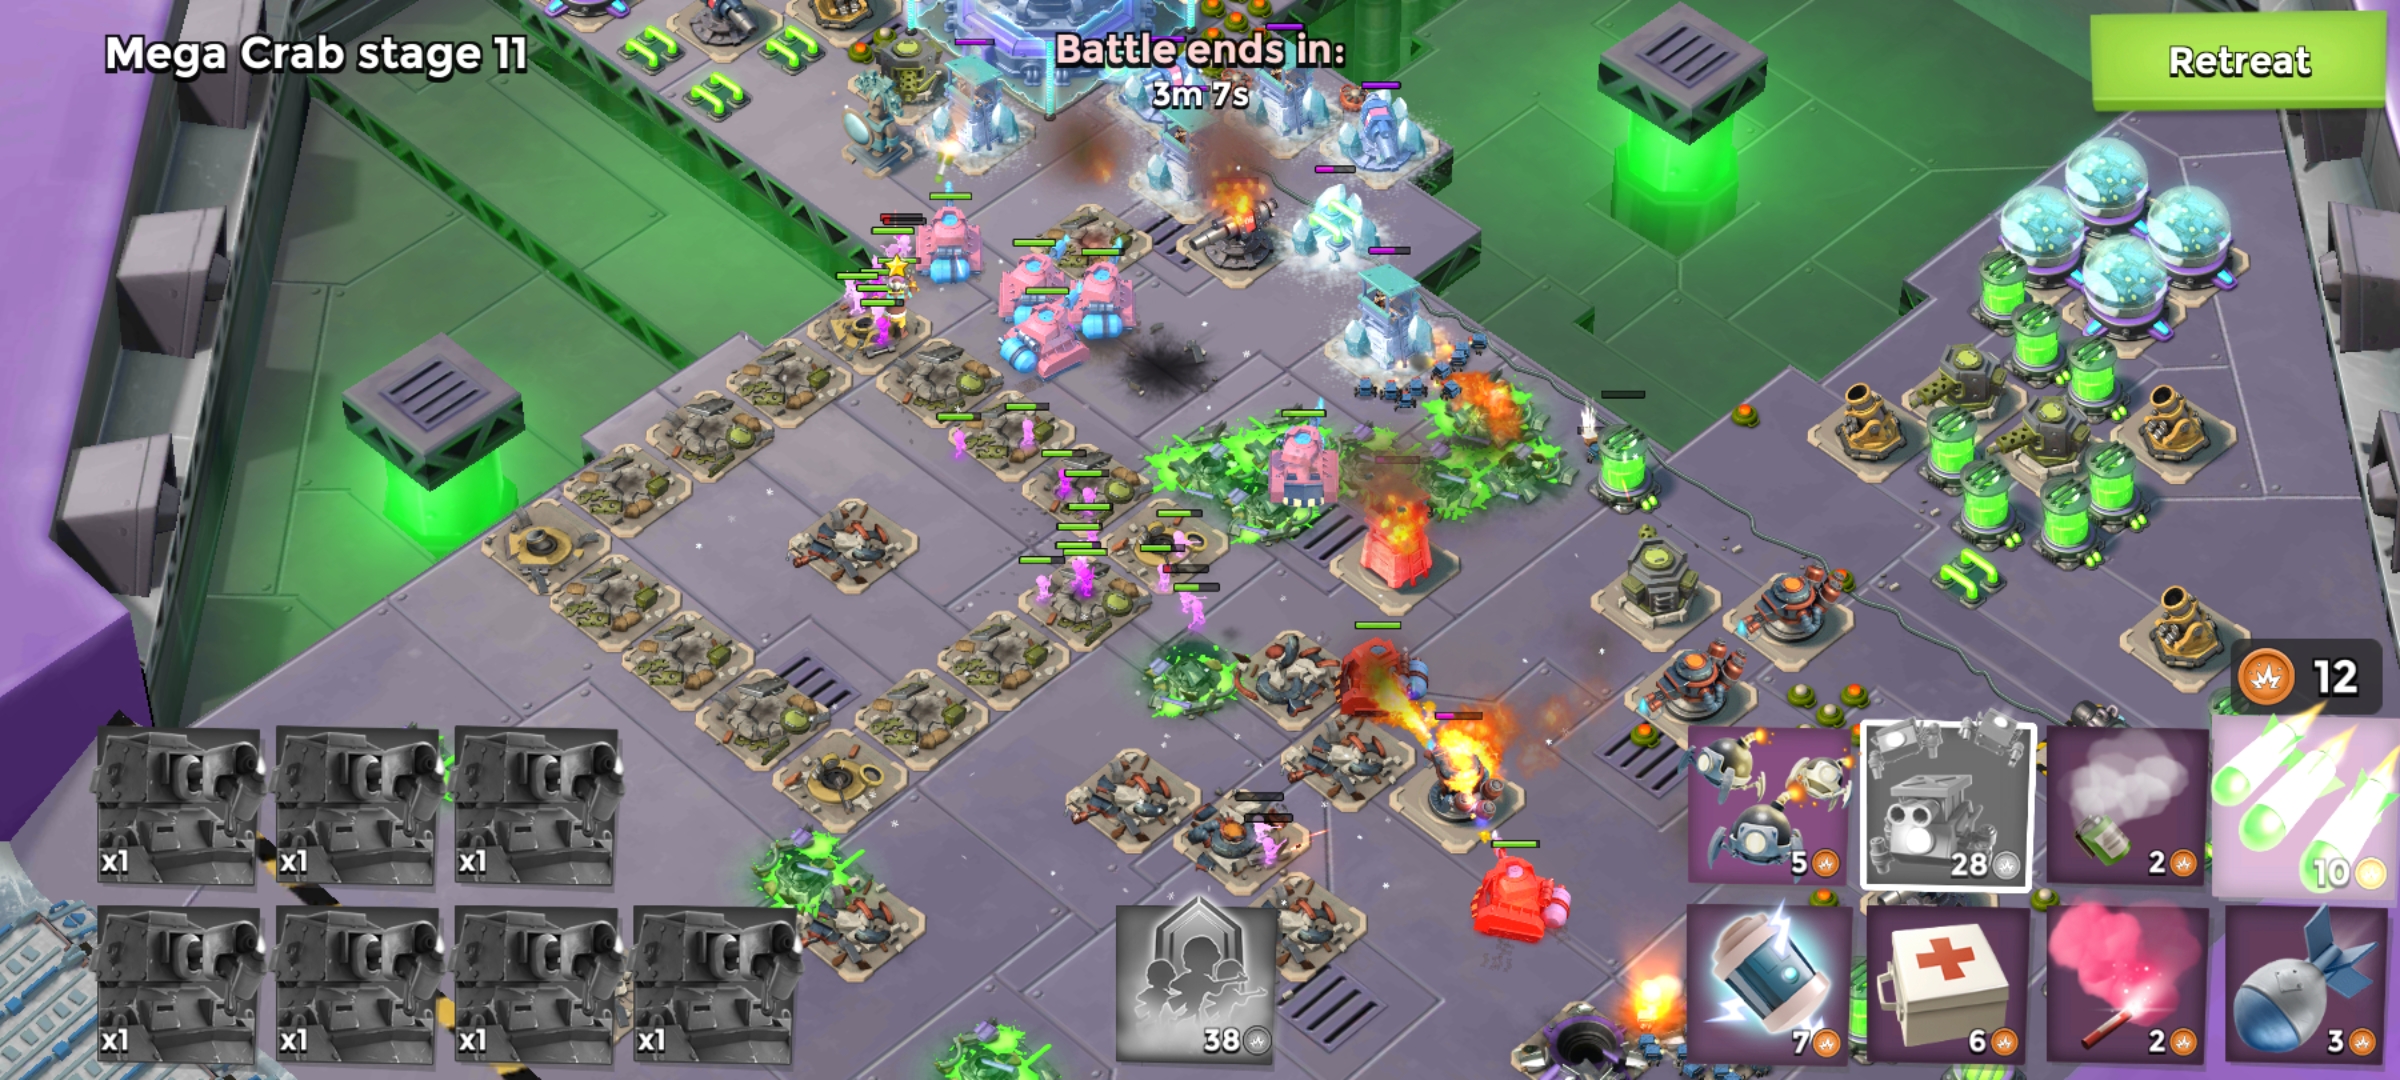 Mega Crab stage 11
Battle ends in:
3m 7s
Retreat
12
x1
x1
x1
5
28
2
10
x1
x1
x1
x1
38
7
6
2
3